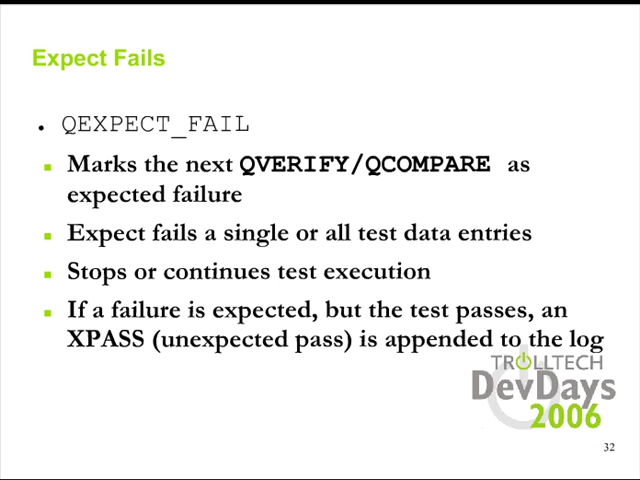 Expect Fails
• QEXPECT_FAIL
▪ Marks the next QVERIFY/QCOMPARE as
expected failure
▪ Expect fails a single or all test data entries
▪ Stops or continues test execution
▪ If a failure is expected, but the test passes, an
XPASS (unexpected pass) is appended to the log
TROLLTECH
DevDays
2006
32